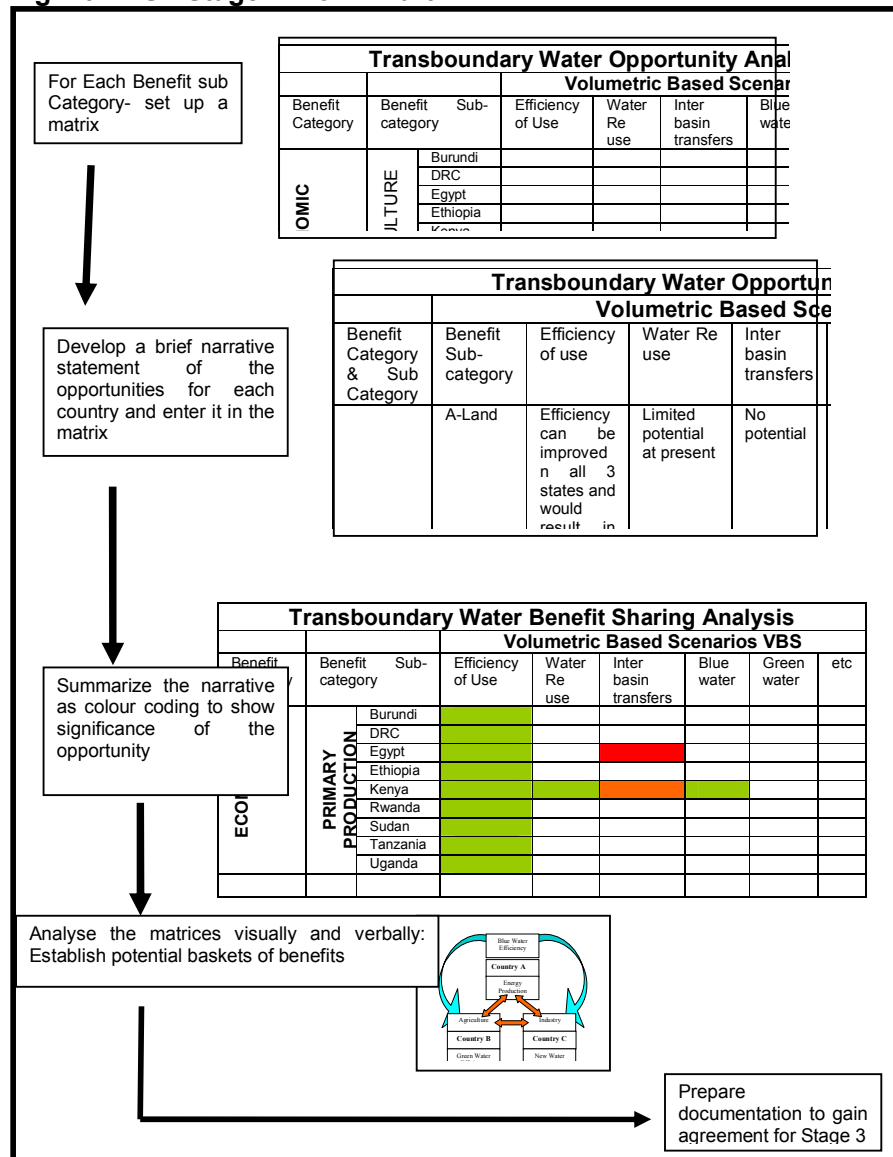 For Each Benefit sub
Category- set up a
matrix
Transboundary Water Opportunity
Volumetric Based
Benefit
Category
Benefit Sub-
category
Efficiency
of Use
Water
Re
use
Inter
basin
transfers
Blue
Burundi
DRC
Egypt
Ethiopia
Kenya
Develop a brief narrative
statement of the
opportunities for each
country and enter it in the
matrix
Transboundary Water
Volumetric Based
Benefit
Category
& Sub
Category
Benefit
Sub-
category
Efficiency
of use
Water Re
use
Inter
basin
transfers
A-Land
Efficiency
can be
improved
n all 3
states and
would
result in
Limited
potential
at present
No
potential
Transboundary Water Benefit Sharing Analysis
Volumetric Based Scenarios VBS
Benefit
Benefit Sub-
category
Efficiency
of Use
Water
Re
use
Inter
basin
transfers
Blue
water
Green
water
etc
Summarize the narrative
as colour coding to show
significance of the
opportunity
PRIMARY
PRODUCTION
Burundi
DRC
Egypt
Ethiopia
Kenya
Rwanda
Sudan
Tanzania
Uganda
Analyse the matrices visually and verbally:
Establish potential baskets of benefits
Blue Water
Efficiency
Country A
Energy
Production
Agriculture
Country B
Green Water
Industry
Country C
New Water
Prepare
documentation to gain
agreement for Stage 3